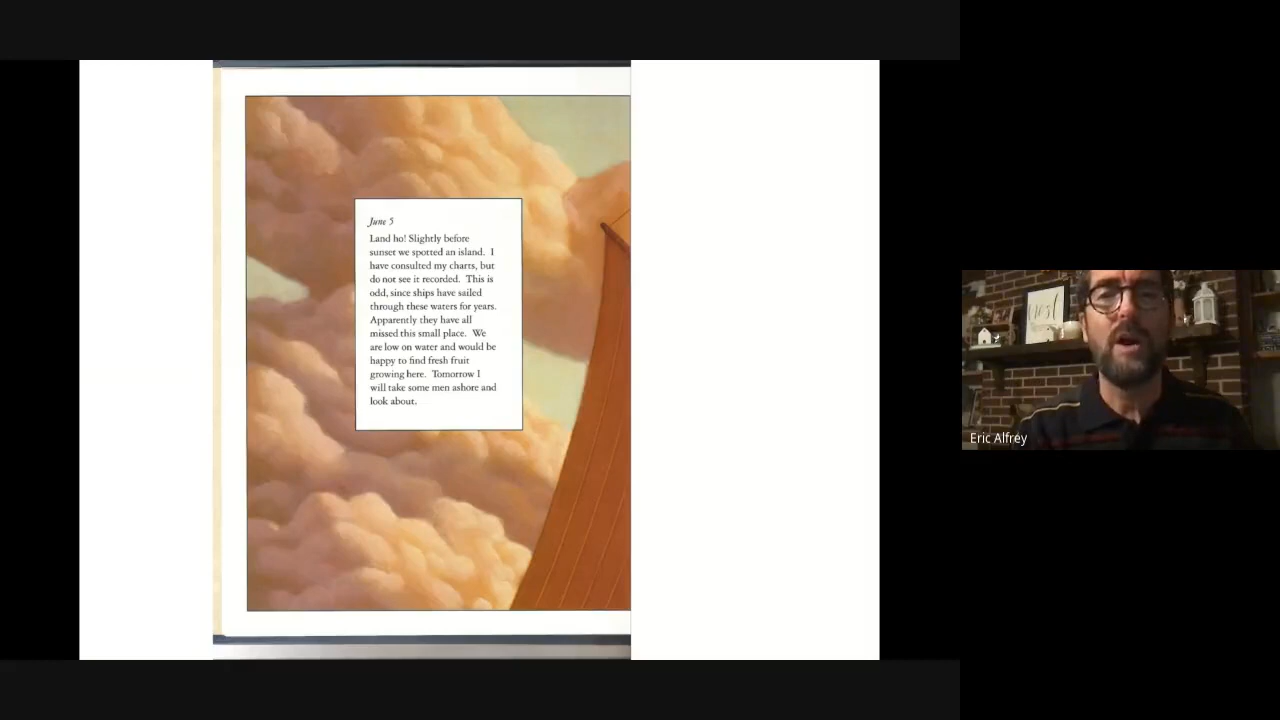 June 5
Land ho! Slightly before
sunset we spotted an island. I
have consulted my charts, but
do not see it recorded. This is
odd, since ships have sailed
through these waters for years.
Apparently they have all
missed this small place. We
are low on water and would be
happy to find fresh fruit
growing here. Tomorrow I
will take some men ashore and
look about.
nest
Eric Alfrey